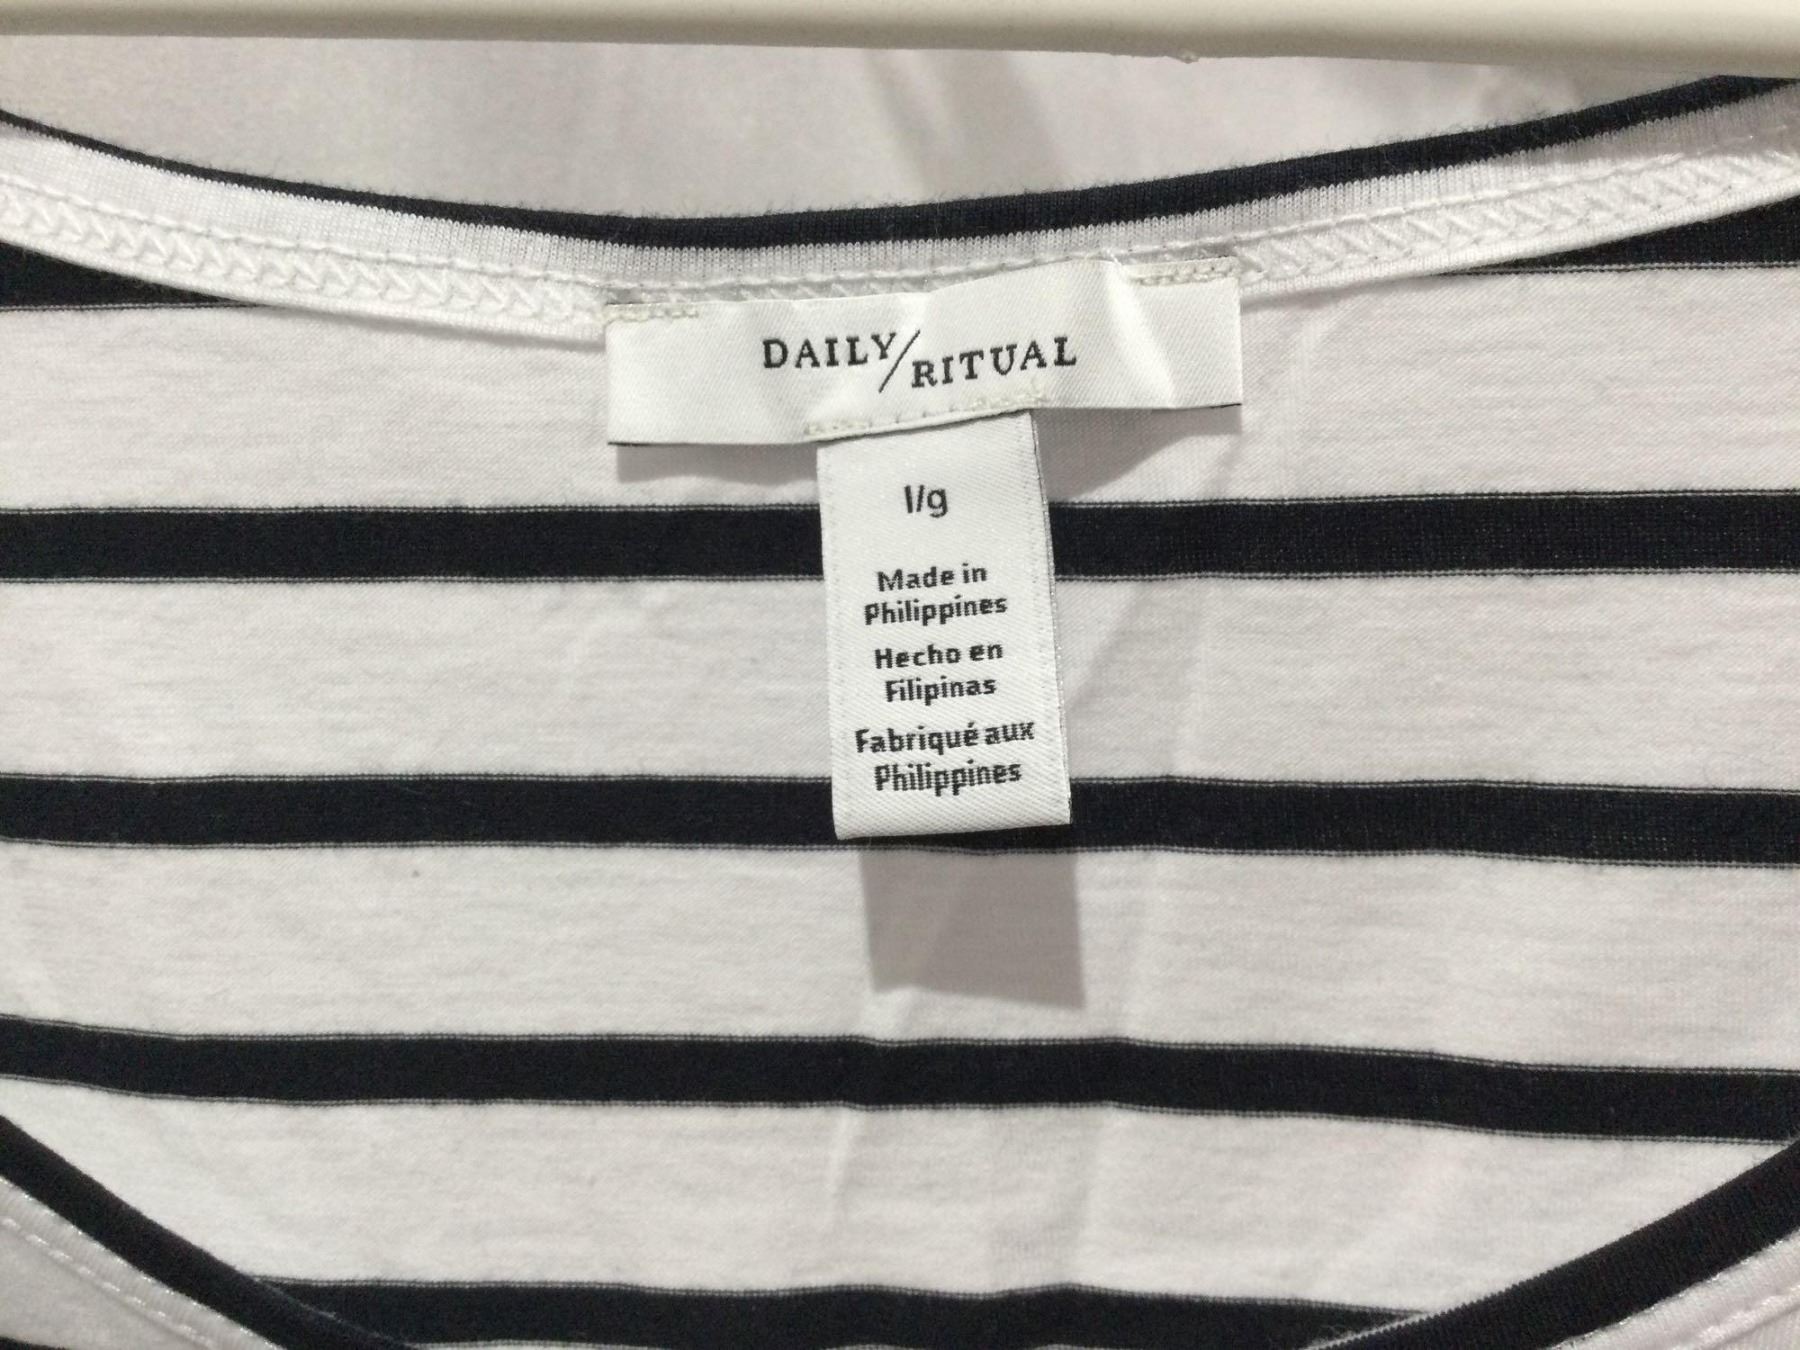 DAILY/RITUAL
l/g
Made in
Philippines
Hecho en
Filipinas
Fabriqué aux
Philippines